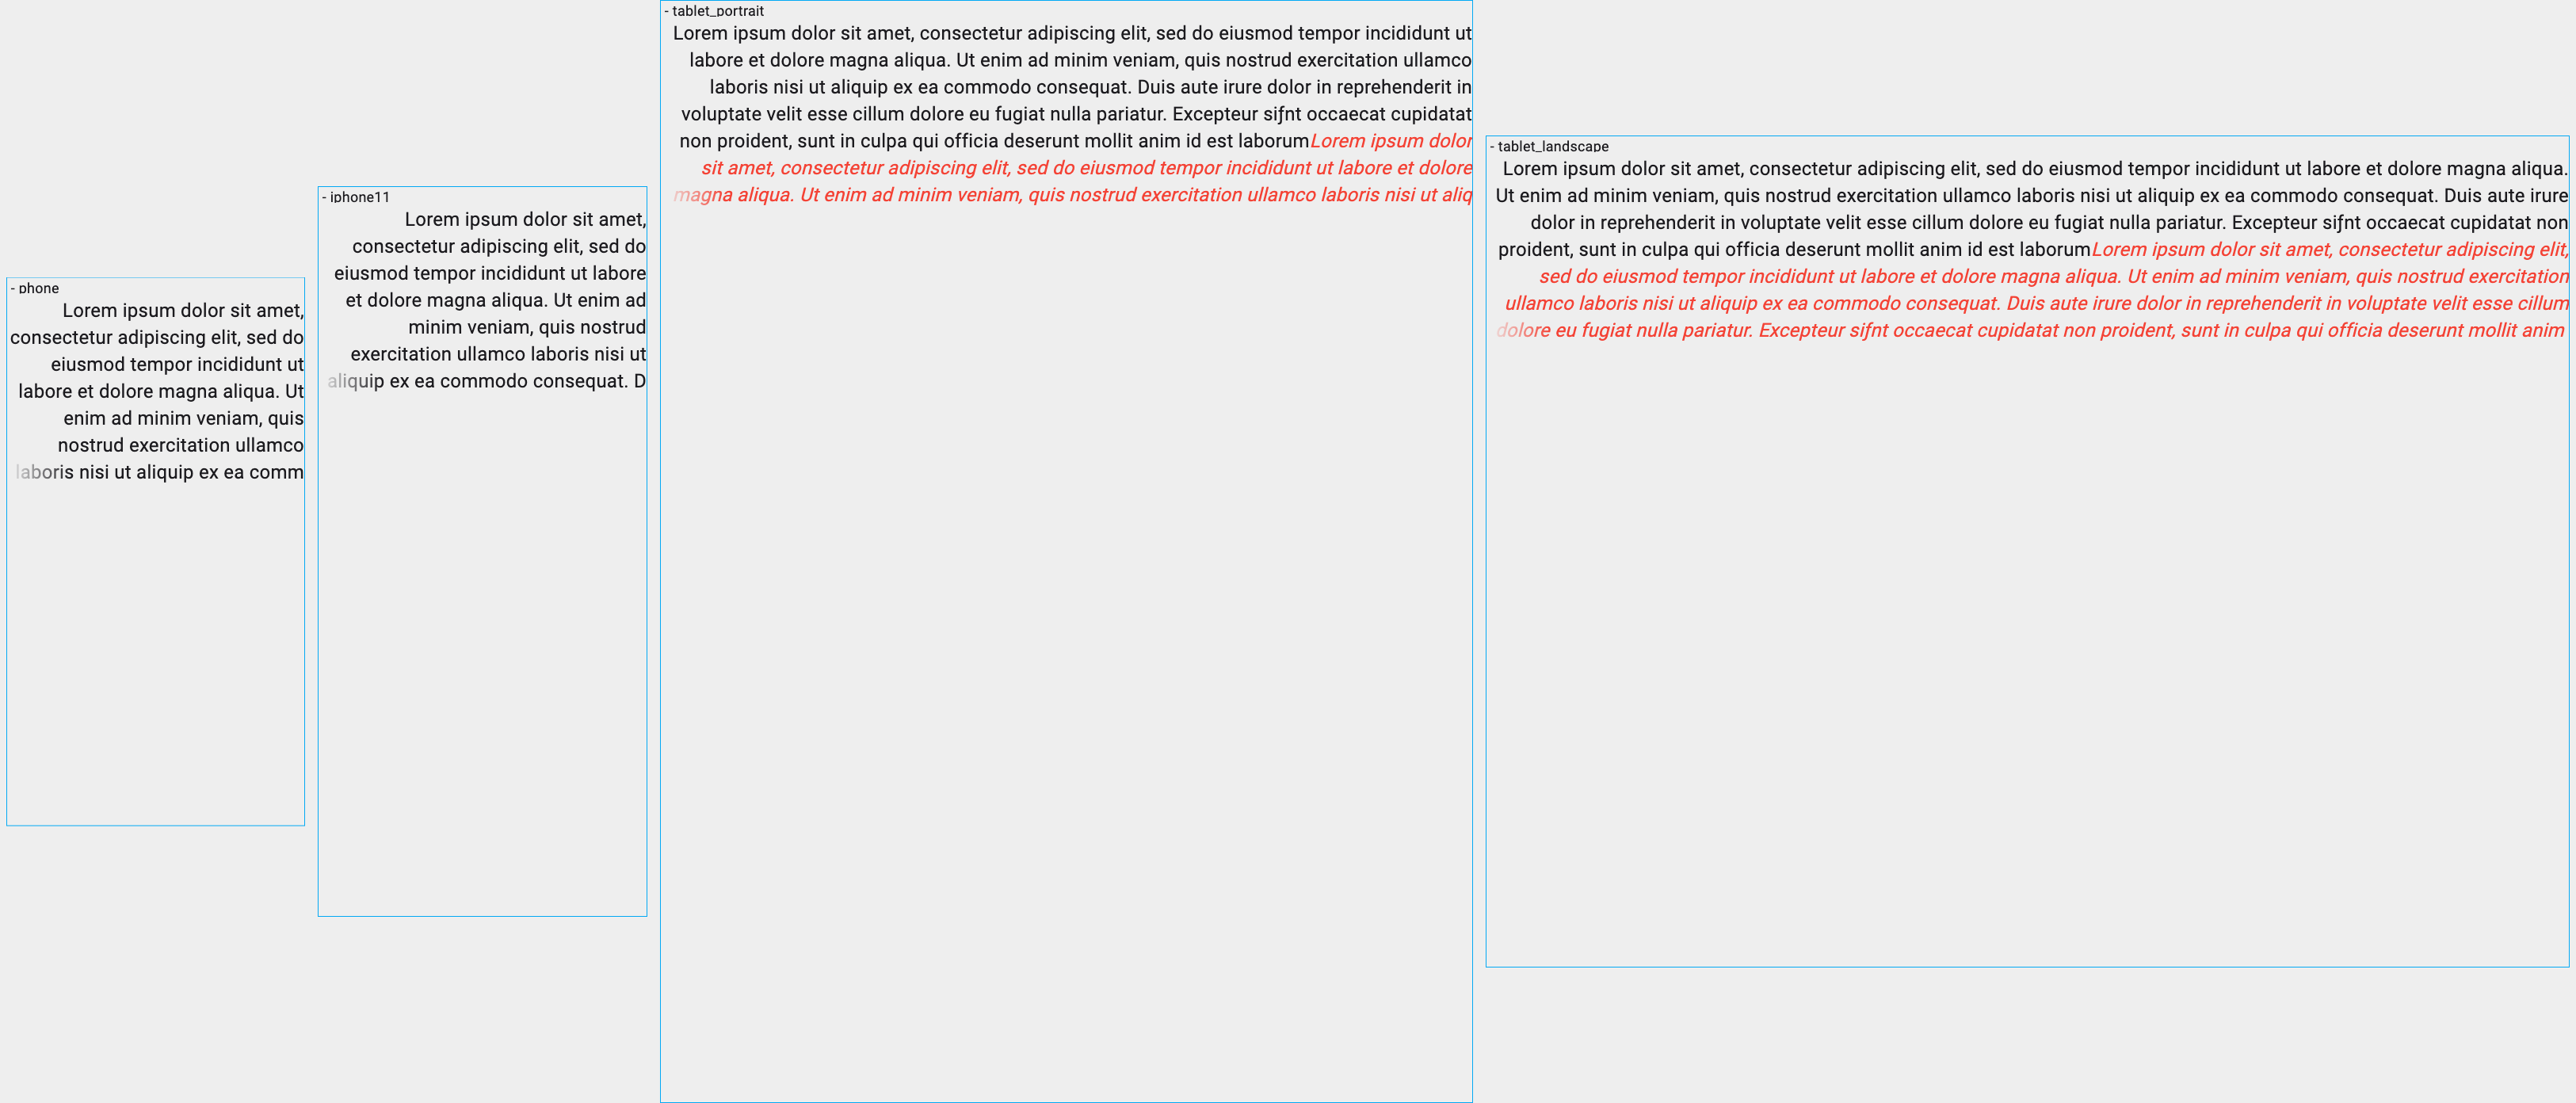 - phone
Lorem ipsum dolor sit amet,
consectetur adipiscing elit, sed do
eiusmod tempor incididunt ut
labore et dolore magna aliqua. Ut
enim ad minim veniam, quis
nostrud exercitation ullamco
laboris nisi ut aliquip ex ea comm
- iphone11
Lorem ipsum dolor sit amet,
consectetur adipiscing elit, sed do
eiusmod tempor incididunt ut labore
et dolore magna aliqua. Ut enim ad
minim veniam, quis nostrud
exercitation ullamco laboris nisi ut
aliquip ex ea commodo consequat. D
- tablet_portrait
Lorem ipsum dolor sit amet, consectetur adipiscing elit, sed do eiusmod tempor incididunt ut
labore et dolore magna aliqua. Ut enim ad minim veniam, quis nostrud exercitation ullamco
laboris nisi ut aliquip ex ea commodo consequat. Duis aute irure dolor in reprehenderit in
voluptate velit esse cillum dolore eu fugiat nulla pariatur. Excepteur siƒnt occaecat cupidatat
non proident, sunt in culpa qui officia deserunt mollit anim id est laborumLorem ipsum dolor
sit amet, consectetur adipiscing elit, sed do eiusmod tempor incididunt ut labore et dolore
magna aliqua. Ut enim ad minim veniam, quis nostrud exercitation ullamco laboris nisi ut aliq
- tablet_landscape
Lorem ipsum dolor sit amet, consectetur adipiscing elit, sed do eiusmod tempor incididunt ut labore et dolore magna aliqua.
Ut enim ad minim veniam, quis nostrud exercitation ullamco laboris nisi ut aliquip ex ea commodo consequat. Duis aute irure
dolor in reprehenderit in voluptate velit esse cillum dolore eu fugiat nulla pariatur. Excepteur siƒnt occaecat cupidatat non
proident, sunt in culpa qui officia deserunt mollit anim id est laborumLorem ipsum dolor sit amet, consectetur adipiscing elit,
sed do eiusmod tempor incididunt ut labore et dolore magna aliqua. Ut enim ad minim veniam, quis nostrud exercitation
ullamco laboris nisi ut aliquip ex ea commodo consequat. Duis aute irure dolor in reprehenderit in voluptate velit esse cillum
dolore eu fugiat nulla pariatur. Excepteur siƒnt occaecat cupidatat non proident, sunt in culpa qui officia deserunt mollit anim